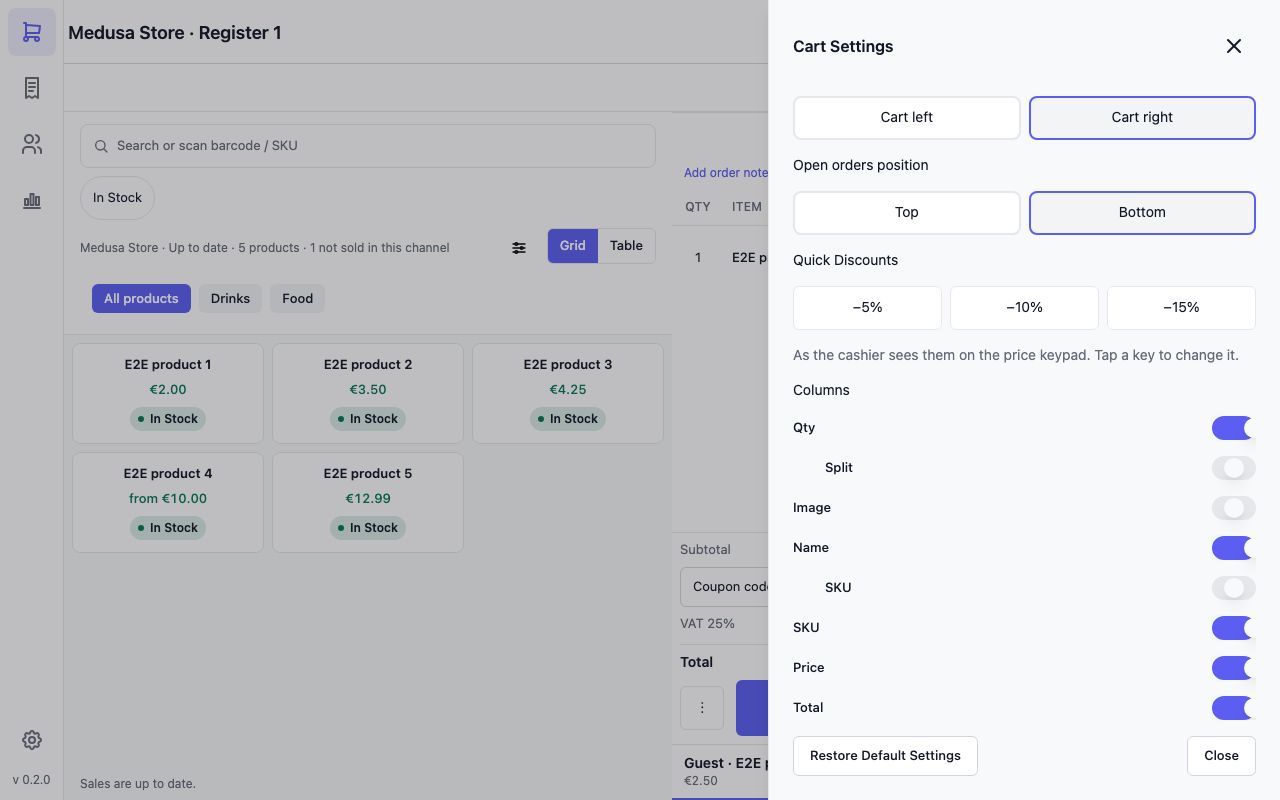 Medusa Store · Register 1
Search or scan barcode / SKU
In Stock
Medusa Store · Up to date · 5 products · 1 not sold in this channel
Grid
Table
All products
Drinks
Food
E2E product 1
€2.00
In Stock
E2E product 2
€3.50
In Stock
E2E product 3
€4.25
In Stock
E2E product 4
from €10.00
In Stock
E2E product 5
€12.99
In Stock
Sales are up to date.
v 0.2.0
Add order note
QTY ITEM
1 E2E p
Subtotal
Coupon code
VAT 25%
Total
Guest · E2E p
€2.50
Cart Settings
Cart left
Cart right
Open orders position
Top
Bottom
Quick Discounts
–5%
–10%
–15%
As the cashier sees them on the price keypad. Tap a key to change it.
Columns
Qty
Split
Image
Name
SKU
SKU
Price
Total
Restore Default Settings
Close